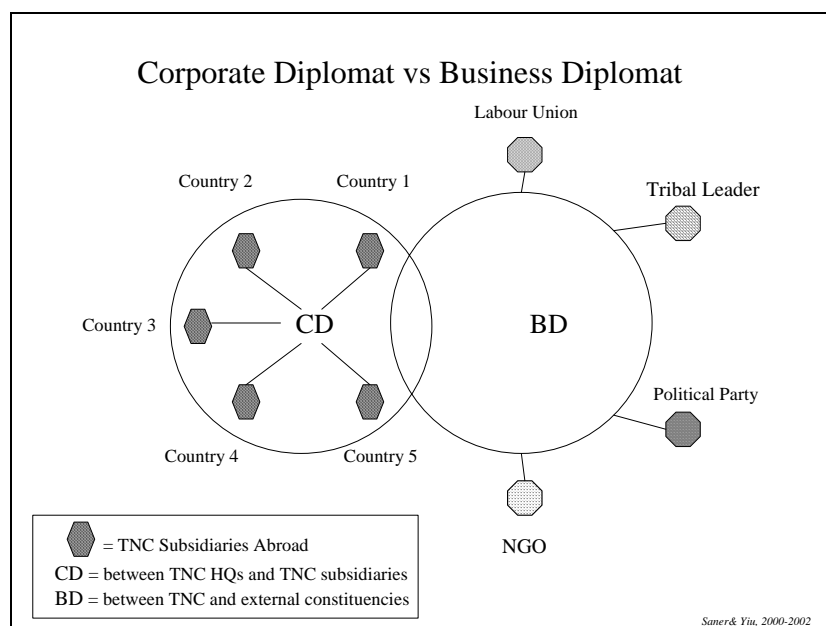 Corporate Diplomat vs Business Diplomat
Labour Union
Country 2
Country 1
Tribal Leader
Country 3
CD
BD
Political Party
Country 4
Country 5
NGO
= TNC Subsidiaries Abroad
CD = between TNC HQs and TNC subsidiaries
BD = between TNC and external constituencies
Saner& Yiu, 2000-2002